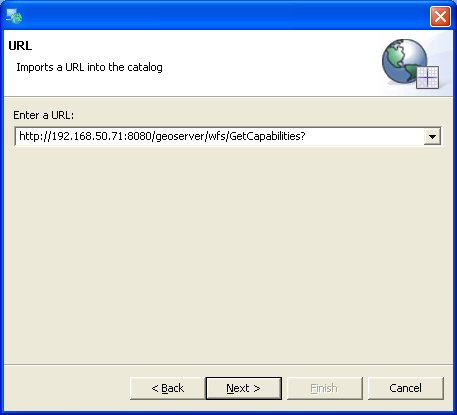 URL
Imports a URL into the catalog
Enter a URL:
http://192.168.50.71:8080/geoserver/wfs/GetCapabilities?
< Back
Next >
Finish
Cancel